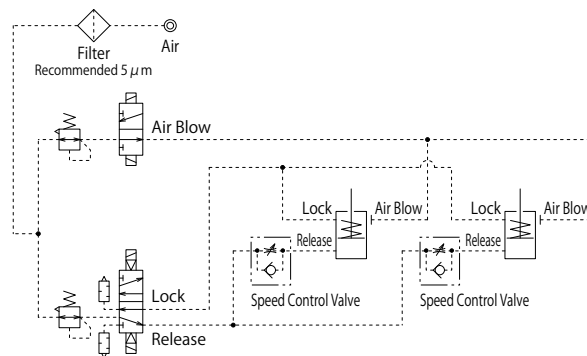 Air
Filter
Recommended 5 μm
Air Blow
Lock
Air Blow
Lock
Air Blow
Release
Release
Lock
Speed Control Valve
Speed Control Valve
Release